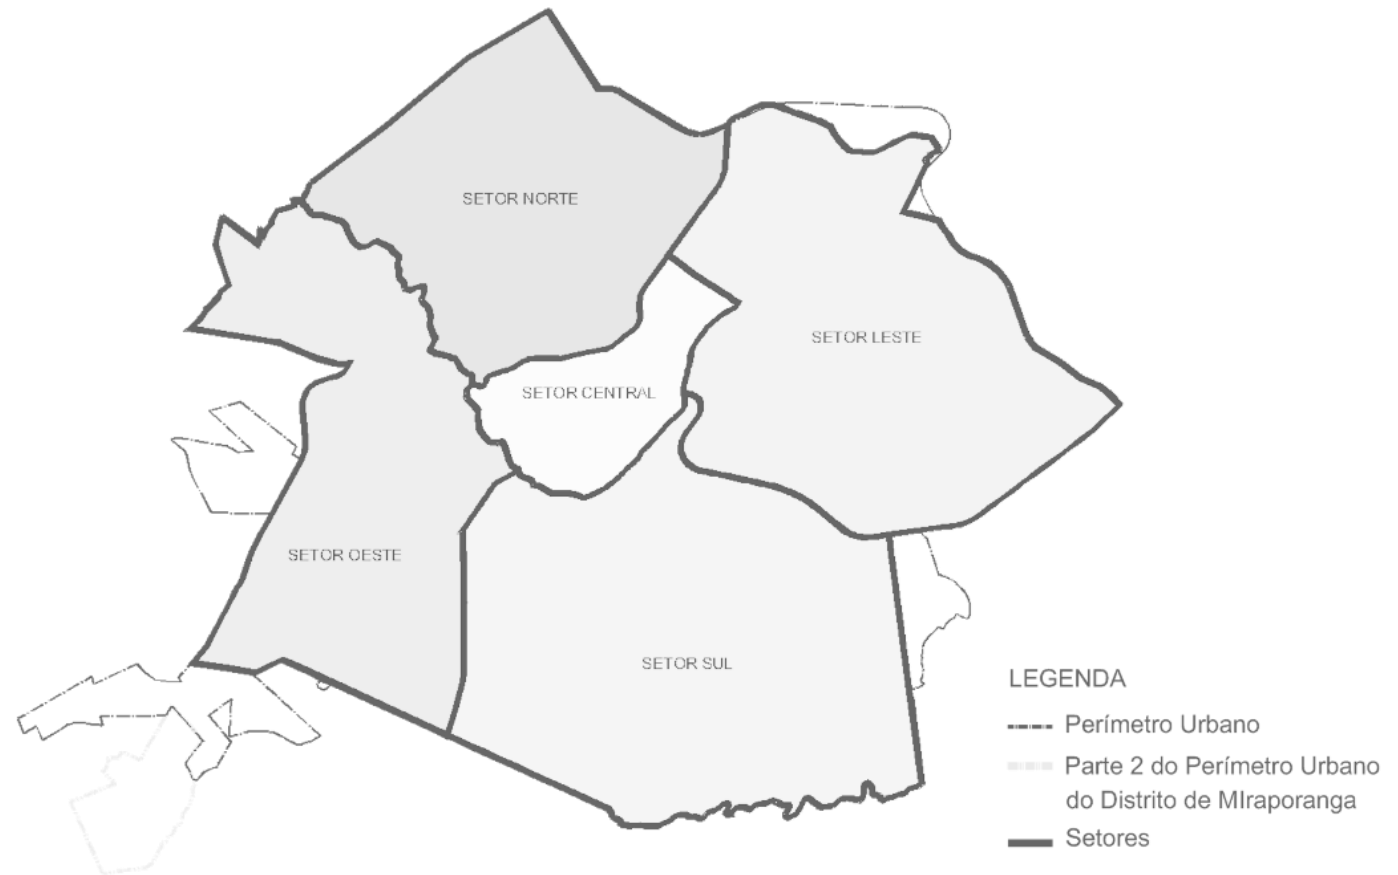 SETOR NORTE
SETOR LESTE
SETOR CENTRAL
SETOR OESTE
SETOR SUL
LEGENDA
Perímetro Urbano
Parte 2 do Perímetro Urbano
do Distrito de MIraporanga
Setores